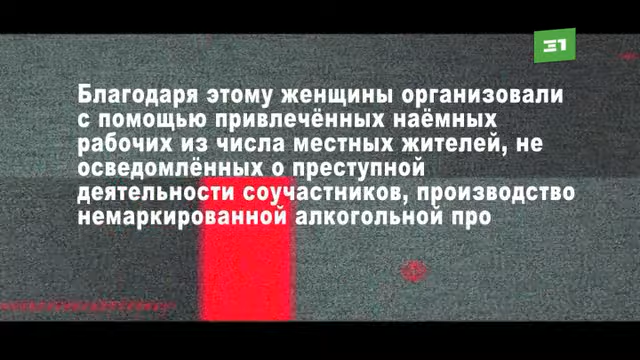 31
Благодаря этому женщины организовали
с помощью привлечённых наёмных
рабочих из числа местных жителей, не
осведомлённых о преступной
деятельности соучастников, производство
немаркированной алкогольной про